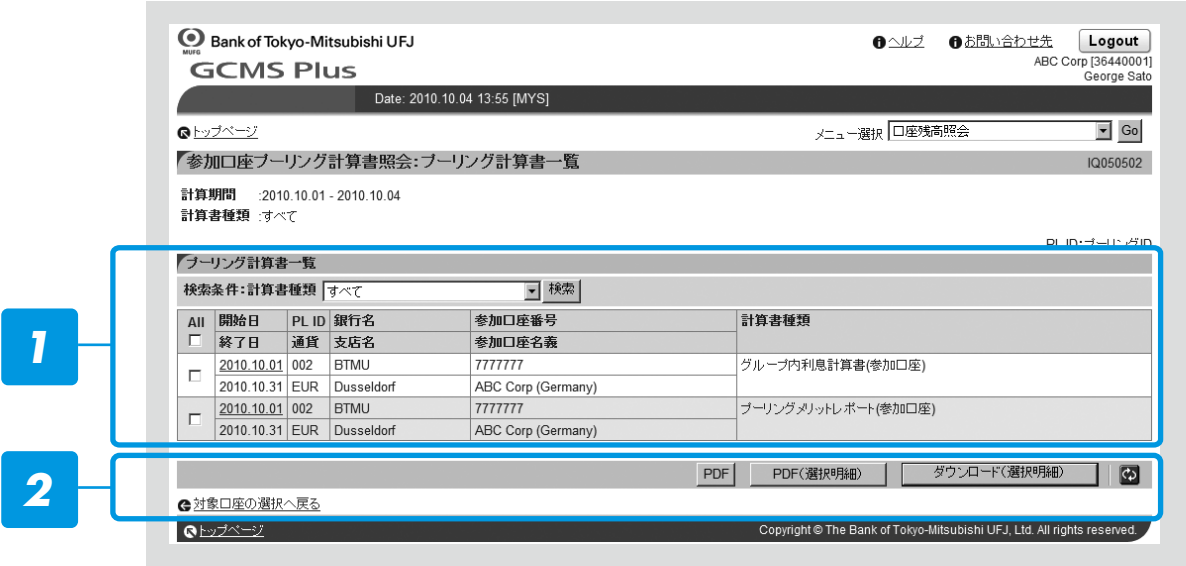 Bank of Tokyo-Mitsubishi UFJ
MUFG
ヘルプ お問い合わせ先 Logout
GCMS Plus
ABC Corp [36440001]
George Sato
Date: 2010.10.04 13:55 [MYS]
トップページ
メニュー選択 口座残高照会 Go
参加口座プーリング計算書照会:プーリング計算書一覧 IQ050502
計算期間 :2010.10.01 - 2010.10.04
計算書種類 :すべて
PL ID:プーリングID
プーリング計算書一覧
検索条件:計算書種類 すべて 検索
1
All 開始日 PL ID 銀行名 参加口座番号 計算書種類
終了日 通貨 支店名 参加口座名義
2010.10.01 002 BTMU 7777777 グループ内利息計算書(参加口座)
2010.10.31 EUR Dusseldorf ABC Corp (Germany)
2010.10.01 002 BTMU 7777777 プーリングメリットレポート(参加口座)
2010.10.31 EUR Dusseldorf ABC Corp (Germany)
2
PDF PDF(選択明細) ダウンロード(選択明細)
対象口座の選択へ戻る
トップページ Copyright © The Bank of Tokyo-Mitsubishi UFJ, Ltd. All rights reserved.